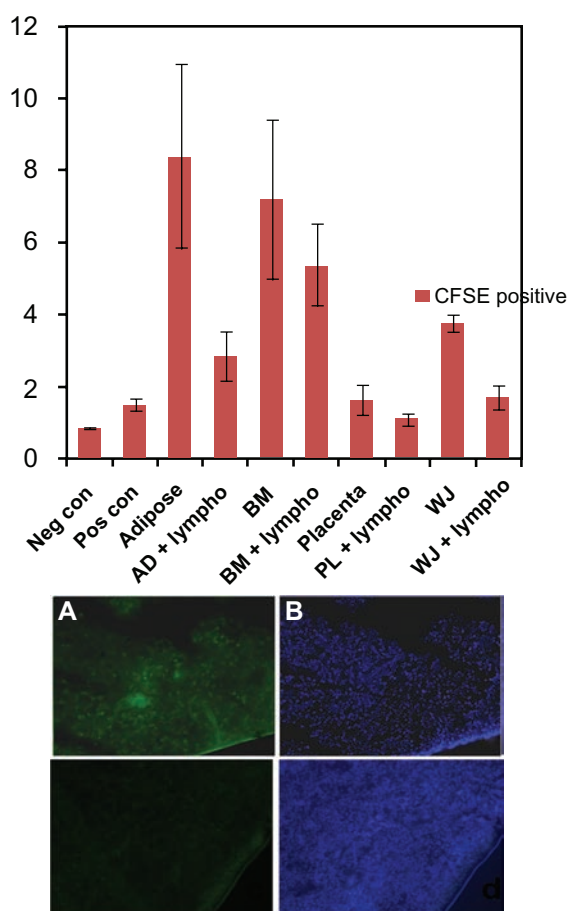 12
10
8
6
4
2
0
CFSE positive
Neg con
Pos con
Adipose
AD + lympho
BM
BM + lympho
Placenta
PL + lympho
WJ
WJ + lympho
A
B
d